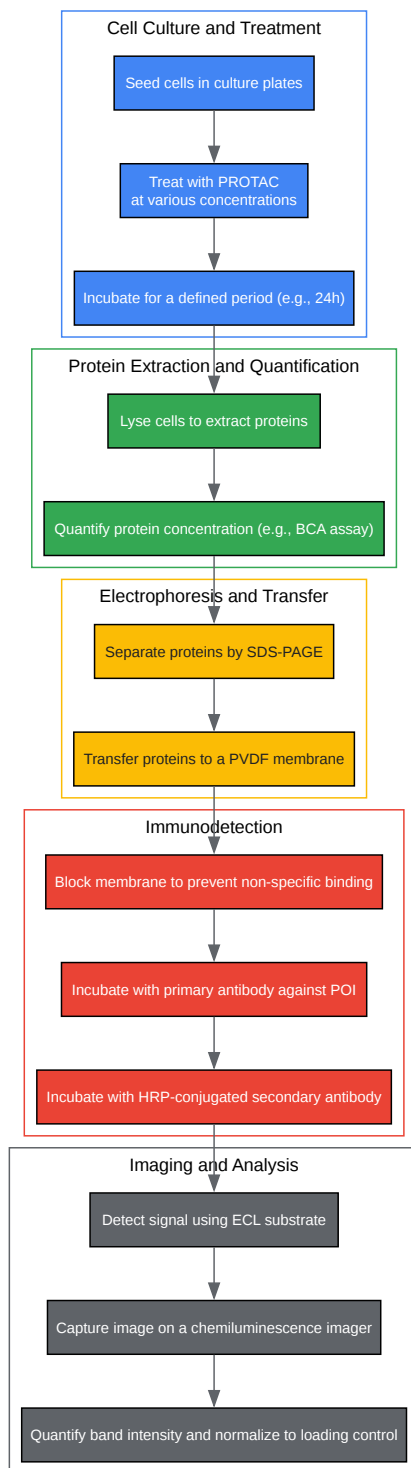 Cell Culture and Treatment
Seed cells in culture plates
Treat with PROTAC
at various concentrations
Incubate for a defined period (e.g., 24h)
Protein Extraction and Quantification
Lyse cells to extract proteins
Quantify protein concentration (e.g., BCA assay)
Electrophoresis and Transfer
Separate proteins by SDS-PAGE
Transfer proteins to a PVDF membrane
Immunodetection
Block membrane to prevent non-specific binding
Incubate with primary antibody against POI
Incubate with HRP-conjugated secondary antibody
Imaging and Analysis
Detect signal using ECL substrate
Capture image on a chemiluminescence imager
Quantify band intensity and normalize to loading control